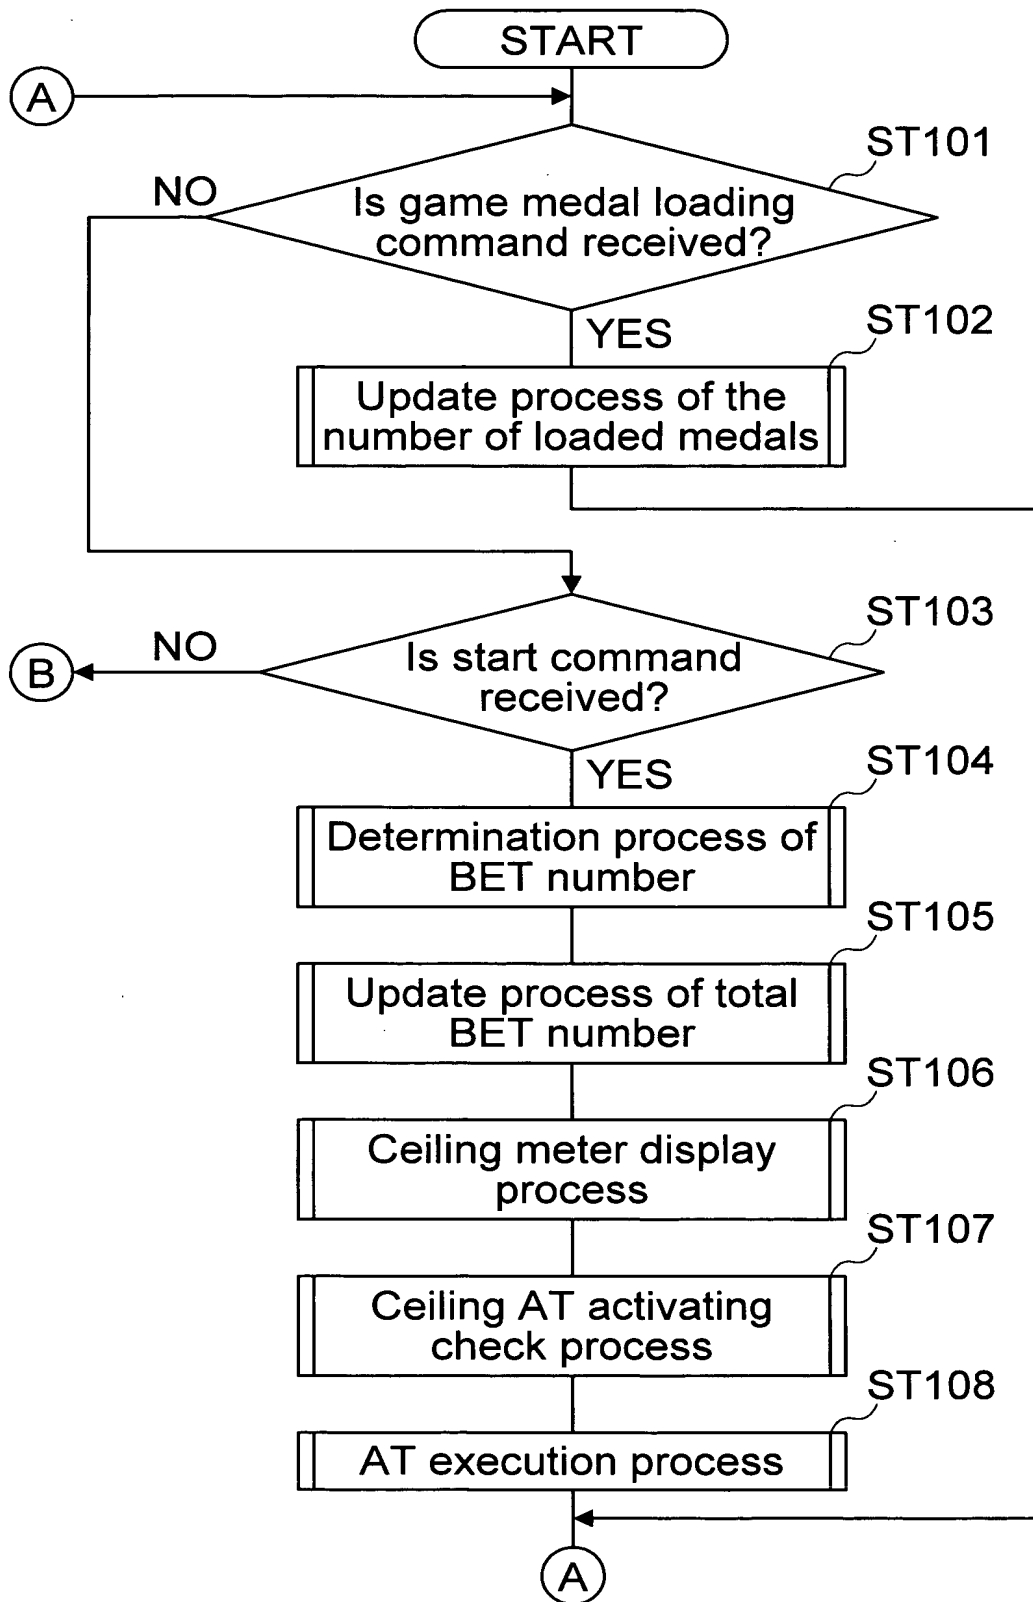 START
A
ST101
NO
Is game medal loading
command received?
YES
ST102
Update process of the
number of loaded medals
ST103
NO
B
Is start command
received?
YES
ST104
Determination process of
BET number
ST105
Update process of total
BET number
ST106
Ceiling meter display
process
ST107
Ceiling AT activating
check process
ST108
AT execution process
A